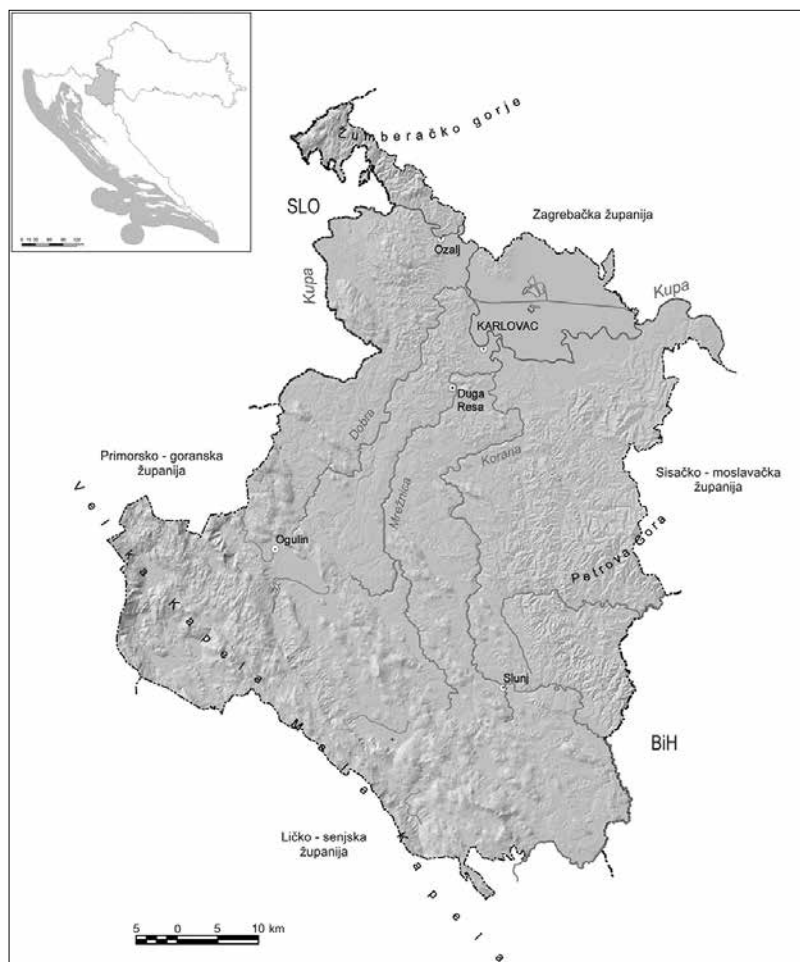 Žumberačko gorje
SLO
Zagrebačka županija
Ozalj
Kupa
Kupa
KARLOVAC
Duga
Resa
Dobra
Korana
Mrežnica
Primorsko - goranska
županija
Sisačko - moslavačka
županija
Velika Kapela
Ogulin
Petrova Gora
Slunj
BiH
Mala Kapela
Ličko - senjska
županija
5 0 5 10 km